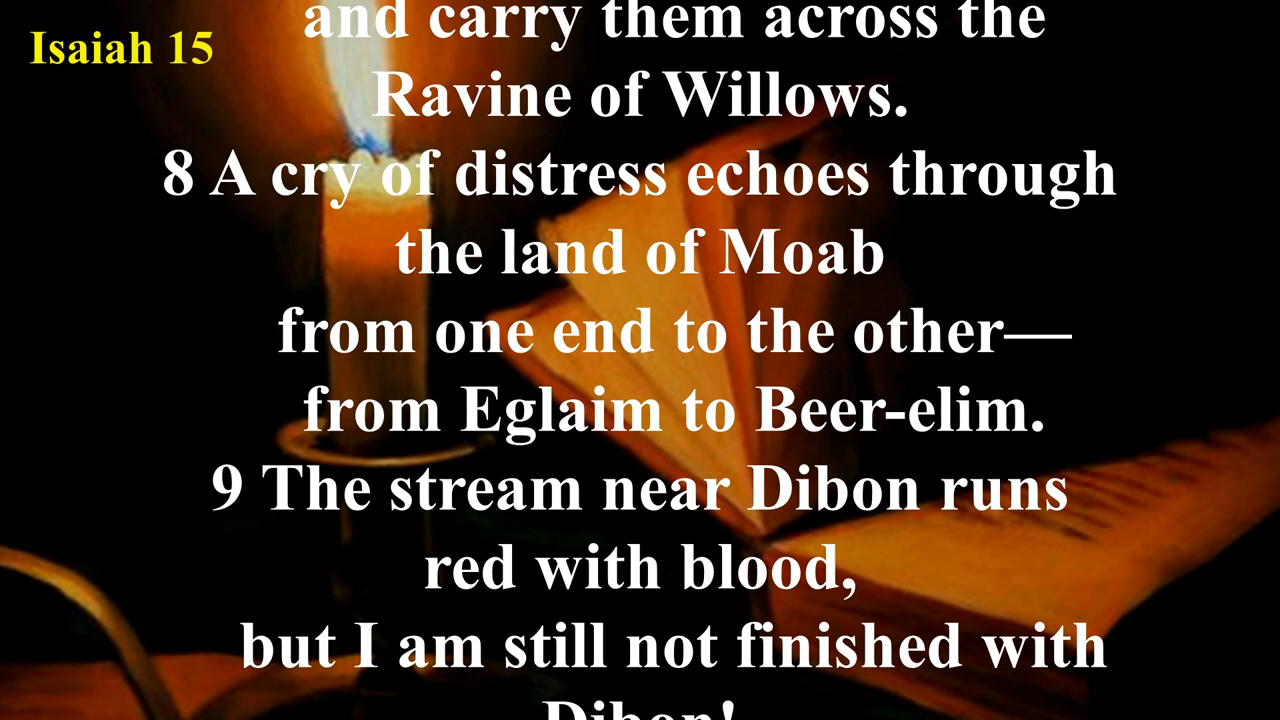 Isaiah 15
and carry them across the
Ravine of Willows.
8 A cry of distress echoes through
the land of Moab
from one end to the other—
from Eglaim to Beer-elim.
9 The stream near Dibon runs
red with blood,
but I am still not finished with
Dibon!